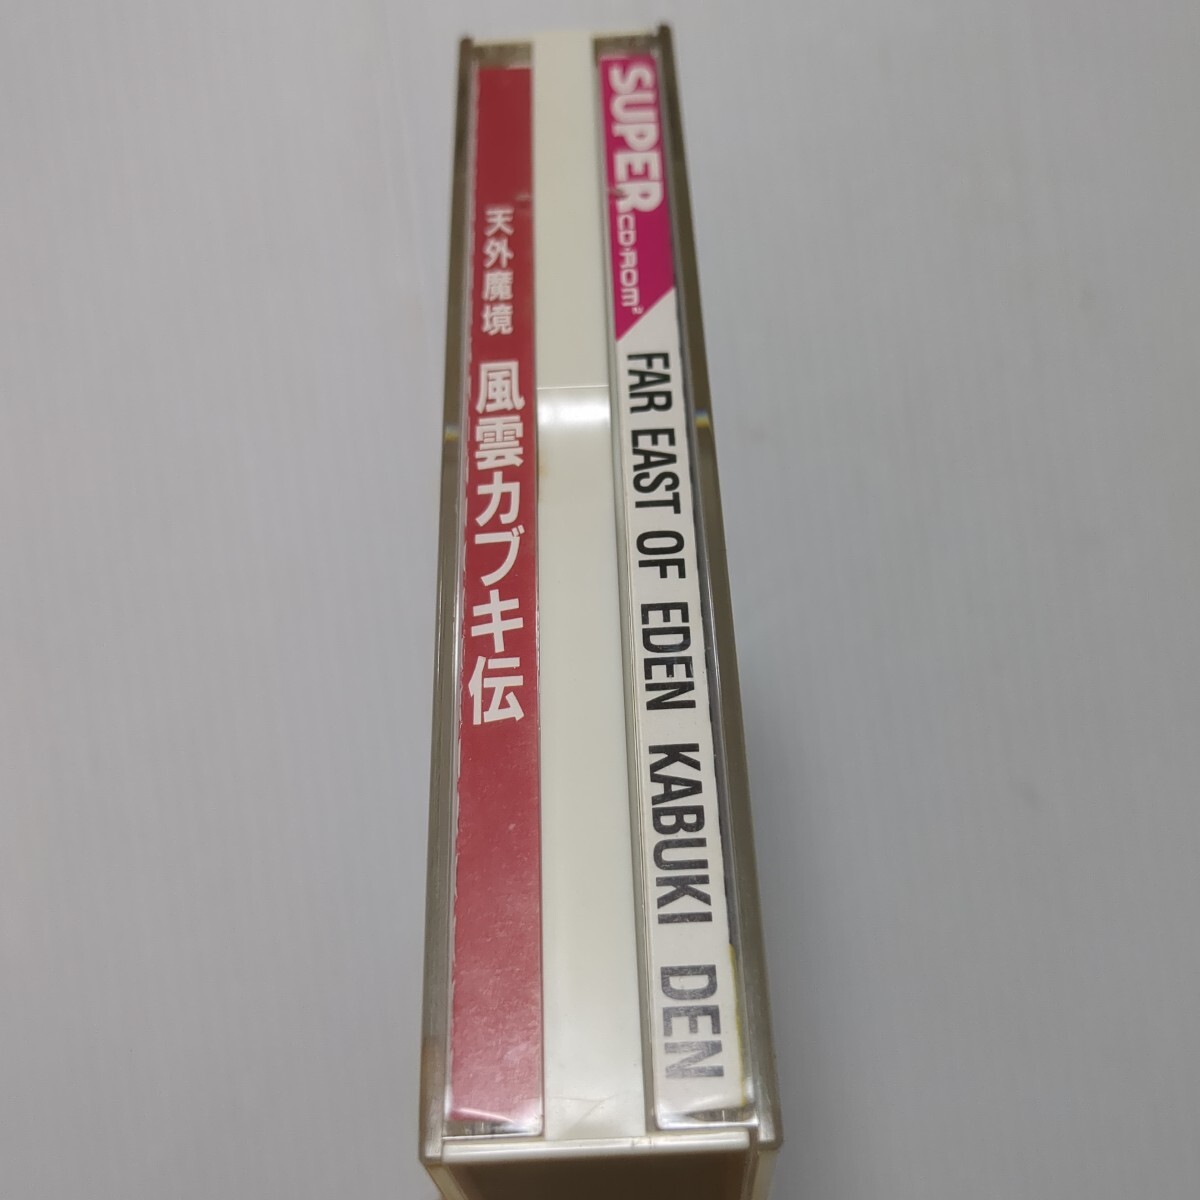 天外魔境 風雲カブキ伝
SUPER CD-ROM²
FAR EAST OF EDEN KABUKI DEN